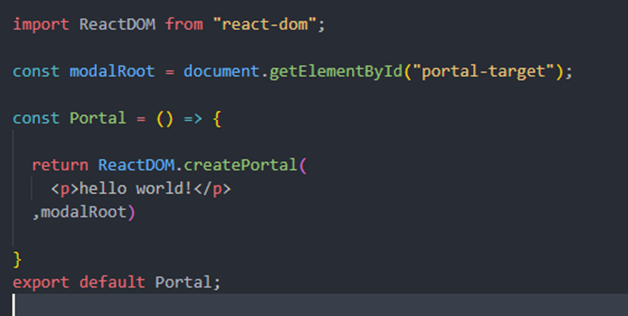 import ReactDOM from "react-dom";
const modalRoot = document.getElementById("portal-target");
const Portal = () => {
return ReactDOM.createPortal(
<p>hello world!</p>
,modalRoot)
}
export default Portal;